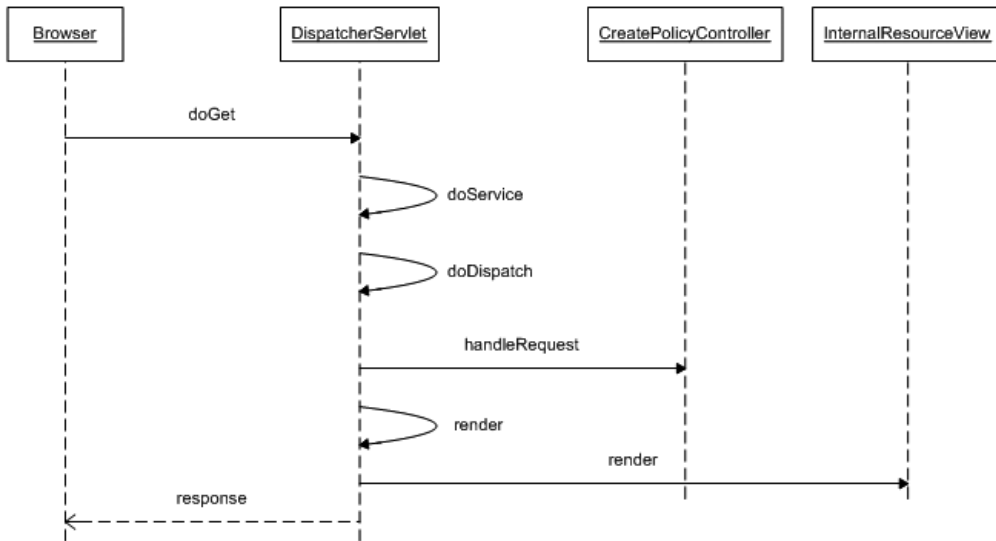 Browser
DispatcherServlet
CreatePolicyController
InternalResourceView
doGet
doService
doDispatch
handleRequest
render
render
response